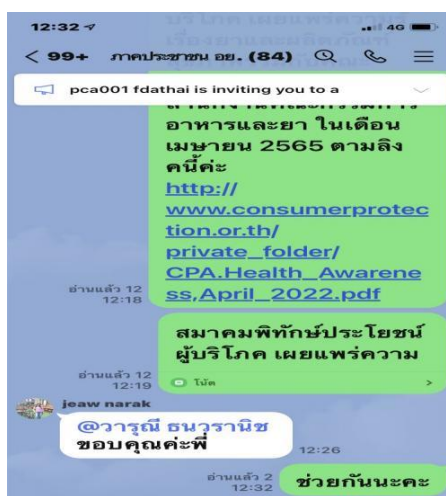 12:32
4G
< 99+ ภาคประชาชน อย. (84)
pca001 fdathai is inviting you to a
อาหารและยา ในเดือน
เมษายน 2565 ตามลิง
คนี้ค่ะ
http://
www.consumerprotec
tion.or.th/
private_folder/
CPA.Health_Awarene
ss,April_2022.pdf
อ่านแล้ว 12
12:18
สมาคมพิทักษ์ประโยชน์
ผู้บริโภค เผยแพร่ความ
โน้ต >
อ่านแล้ว 12
12:19
jeaw narak
@วารุณี ธนวรานิช
ขอบคุณค่ะพี่
12:26
ช่วยกันนะคะ
อ่านแล้ว 2
12:32